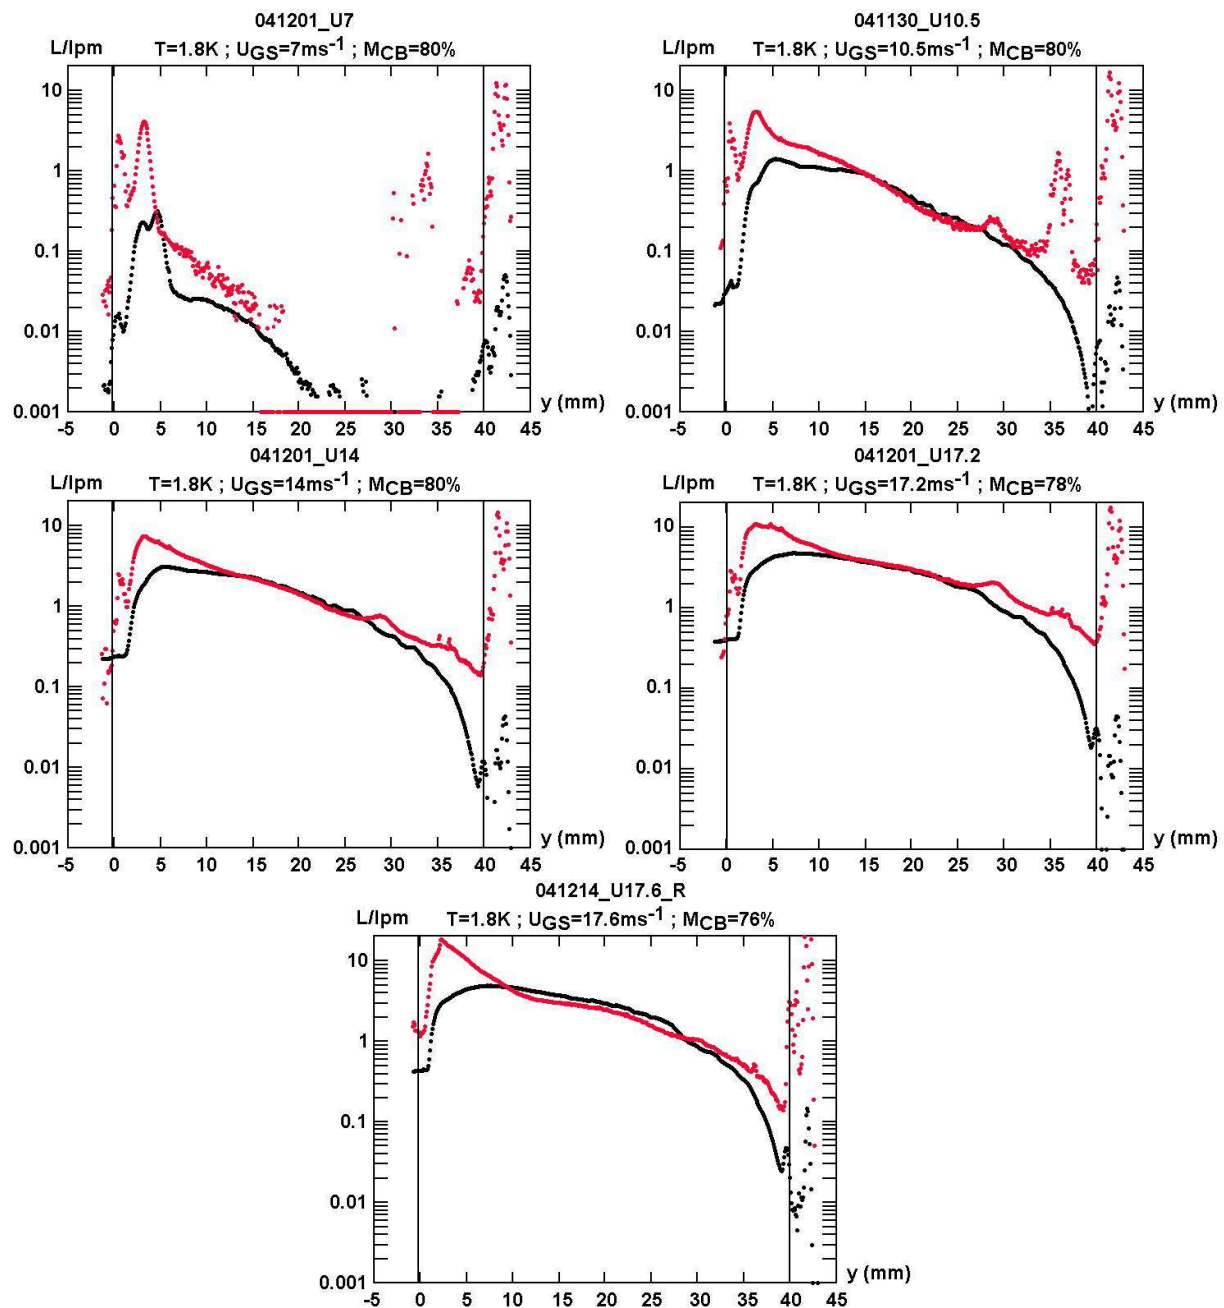 041201_U7
L/lpm T=1.8K ; UGS=7ms-1 ; MCB=80%
10
1
0.1
0.01
0.001
y (mm)
-5 0 5 10 15 20 25 30 35 40 45
041130_U10.5
L/lpm T=1.8K ; UGS=10.5ms-1 ; MCB=80%
10
1
0.1
0.01
0.001
y (mm)
-5 0 5 10 15 20 25 30 35 40 45
041201_U14
L/lpm T=1.8K ; UGS=14ms-1 ; MCB=80%
10
1
0.1
0.01
0.001
y (mm)
-5 0 5 10 15 20 25 30 35 40 45
041201_U17.2
L/lpm T=1.8K ; UGS=17.2ms-1 ; MCB=78%
10
1
0.1
0.01
0.001
y (mm)
-5 0 5 10 15 20 25 30 35 40 45
041214_U17.6_R
L/lpm T=1.8K ; UGS=17.6ms-1 ; MCB=76%
10
1
0.1
0.01
0.001
y (mm)
-5 0 5 10 15 20 25 30 35 40 45